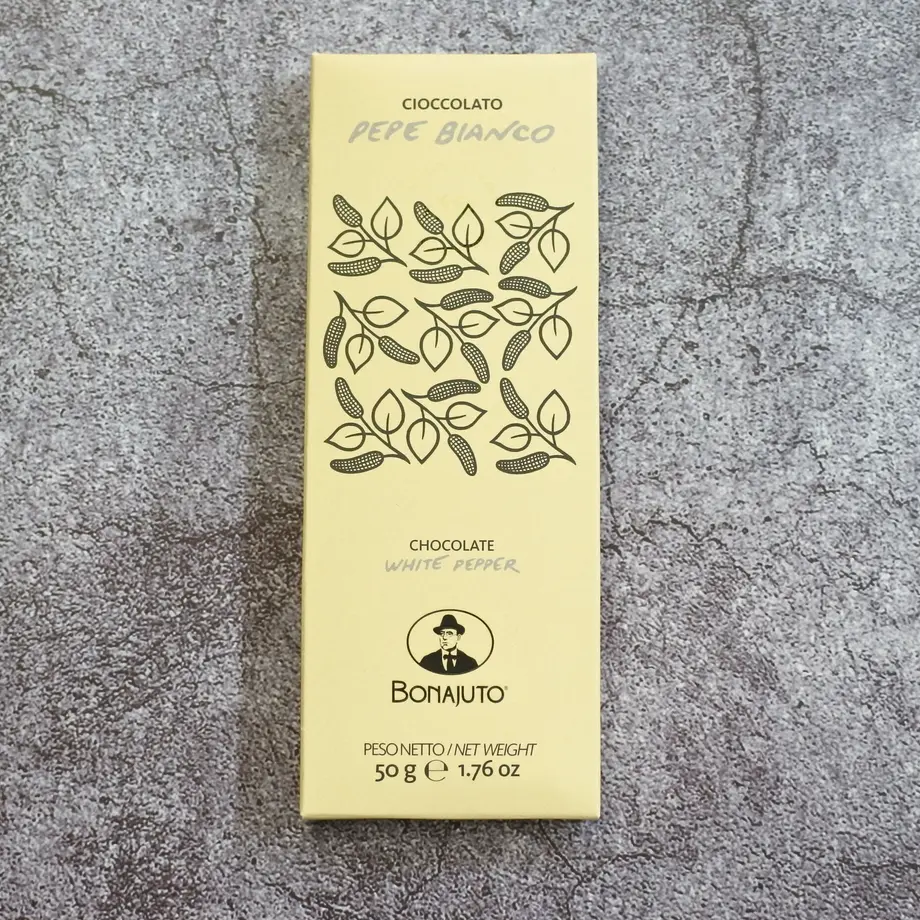 CIOCCOLATO
PEPE BIANCO
CHOCOLATE
WHITE PEPPER
BONAJUTO®
PESO NETTO / NET WEIGHT
50 g ℮ 1.76 oz